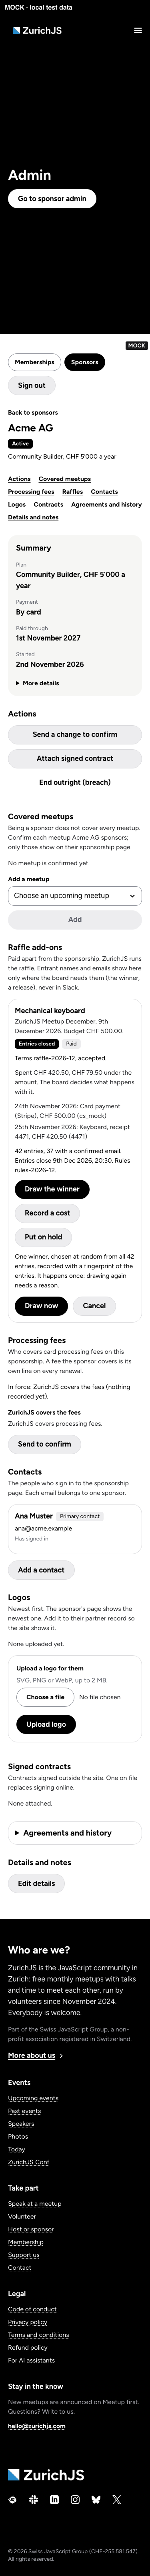 MOCK - local test data
ZurichJS
Admin
Go to sponsor admin
MOCK
Memberships
Sponsors
Sign out
Back to sponsors
Acme AG
Active
Community Builder, CHF 5'000 a year
Actions Covered meetups
Processing fees Raffles Contacts
Logos Contracts Agreements and history
Details and notes
Summary
Plan
Community Builder, CHF 5'000 a
year
Payment
By card
Paid through
1st November 2027
Started
2nd November 2026
More details
Actions
Send a change to confirm
Attach signed contract
End outright (breach)
Covered meetups
Being a sponsor does not cover every meetup.
Confirm each meetup Acme AG sponsors;
only those show on their sponsorship page.
No meetup is confirmed yet.
Add a meetup
Choose an upcoming meetup
Add
Raffle add-ons
Paid apart from the sponsorship. ZurichJS runs
the raffle. Entrant names and emails show here
only where the board needs them (the winner,
a release), never in Slack.
Mechanical keyboard
ZurichJS Meetup December, 9th
December 2026. Budget CHF 500.00.
Entries closed
Paid
Terms raffle-2026-12, accepted.
Spent CHF 420.50, CHF 79.50 under the
amount. The board decides what happens
with it.
24th November 2026: Card payment
(Stripe), CHF 500.00 (cs_mock)
25th November 2026: Keyboard, receipt
4471, CHF 420.50 (4471)
42 entries, 37 with a confirmed email.
Entries close 9th Dec 2026, 20:30. Rules
rules-2026-12.
Draw the winner
Record a cost
Put on hold
One winner, chosen at random from all 42
entries, recorded with a fingerprint of the
entries. It happens once: drawing again
needs a reason.
Draw now
Cancel
Processing fees
Who covers card processing fees on this
sponsorship. A fee the sponsor covers is its
own line on every renewal.
In force: ZurichJS covers the fees (nothing
recorded yet).
ZurichJS covers the fees
ZurichJS covers processing fees.
Send to confirm
Contacts
The people who sign in to the sponsorship
page. Each email belongs to one sponsor.
Ana Muster Primary contact
ana@acme.example
Has signed in
Add a contact
Logos
Newest first. The sponsor's page shows the
newest one. Add it to their partner record so
the site shows it.
None uploaded yet.
Upload a logo for them
SVG, PNG or WebP, up to 2 MB.
Choose a file
No file chosen
Upload logo
Signed contracts
Contracts signed outside the site. One on file
replaces signing online.
None attached.
Agreements and history
Details and notes
Edit details
Who are we?
ZurichJS is the JavaScript community in
Zurich: free monthly meetups with talks
and time to meet each other, run by
volunteers since November 2024.
Everybody is welcome.
Part of the Swiss JavaScript Group, a non-
profit association registered in Switzerland.
More about us
Events
Upcoming events
Past events
Speakers
Photos
Today
ZurichJS Conf
Take part
Speak at a meetup
Volunteer
Host or sponsor
Membership
Support us
Contact
Legal
Code of conduct
Privacy policy
Terms and conditions
Refund policy
For AI assistants
Stay in the know
New meetups are announced on Meetup first.
Questions? Write to us.
hello@zurichjs.com
ZurichJS
© 2026 Swiss JavaScript Group (CHE-255.581.547).
All rights reserved.